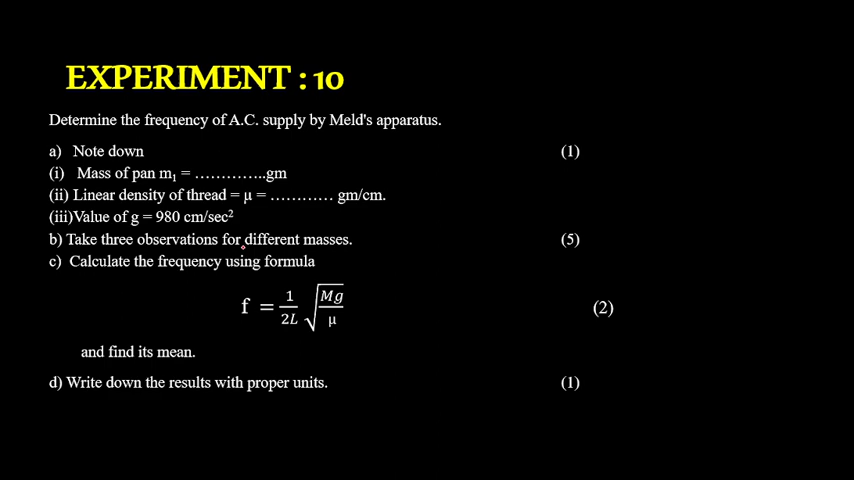 EXPERIMENT : 10
Determine the frequency of A.C. supply by Meld's apparatus.
a) Note down (1)
(i) Mass of pan m₁ = …………..gm
(ii) Linear density of thread = μ = ………… gm/cm.
(iii)Value of g = 980 cm/sec²
b) Take three observations for different masses. (5)
c) Calculate the frequency using formula
f = 1/2L √(Mg/μ) (2)
and find its mean.
d) Write down the results with proper units. (1)